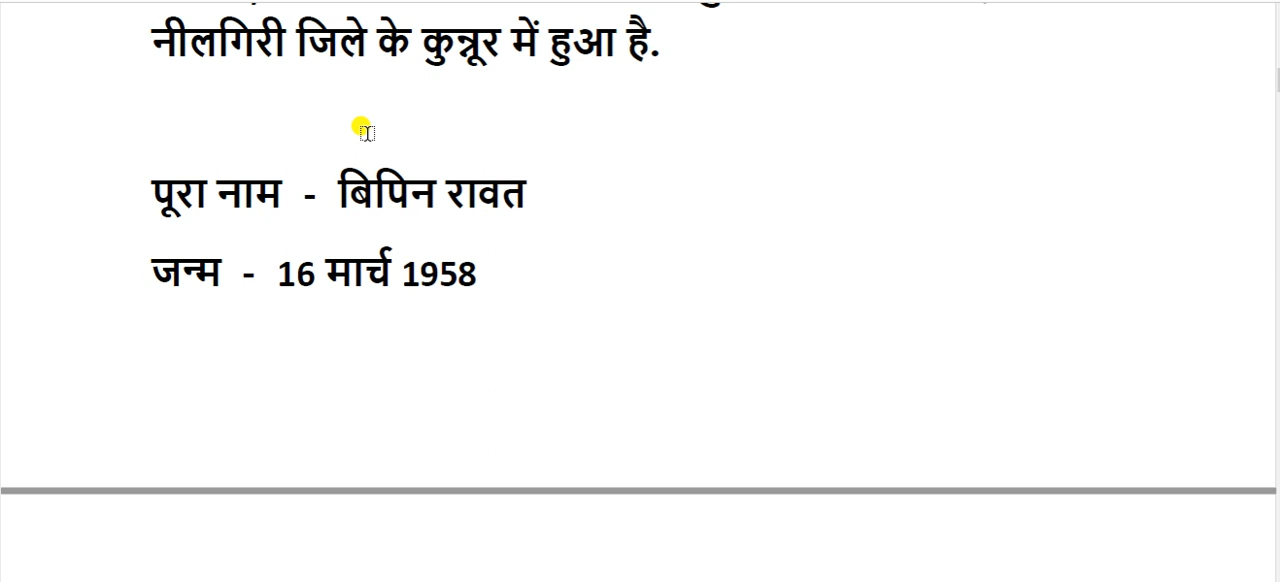 नीलगिरी जिले के कुन्नूर में हुआ है.
पूरा नाम - बिपिन रावत
जन्म - 16 मार्च 1958